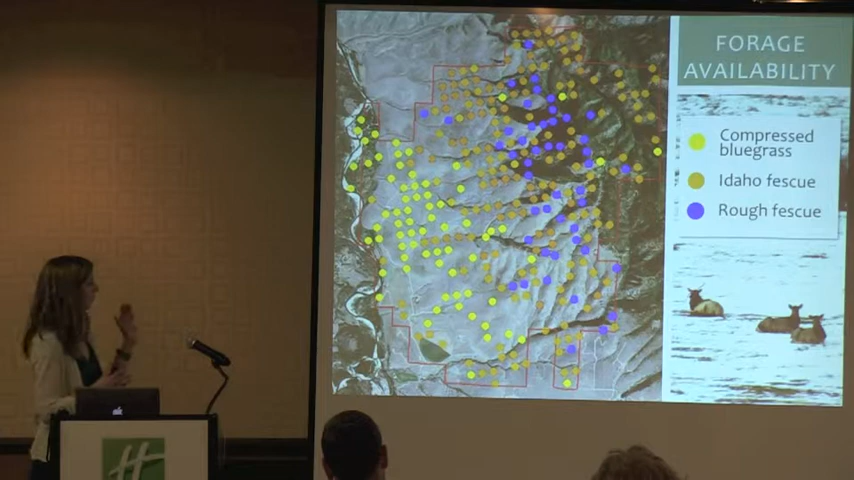 FORAGE
AVAILABILITY
Compressed
bluegrass
Idaho fescue
Rough fescue
H